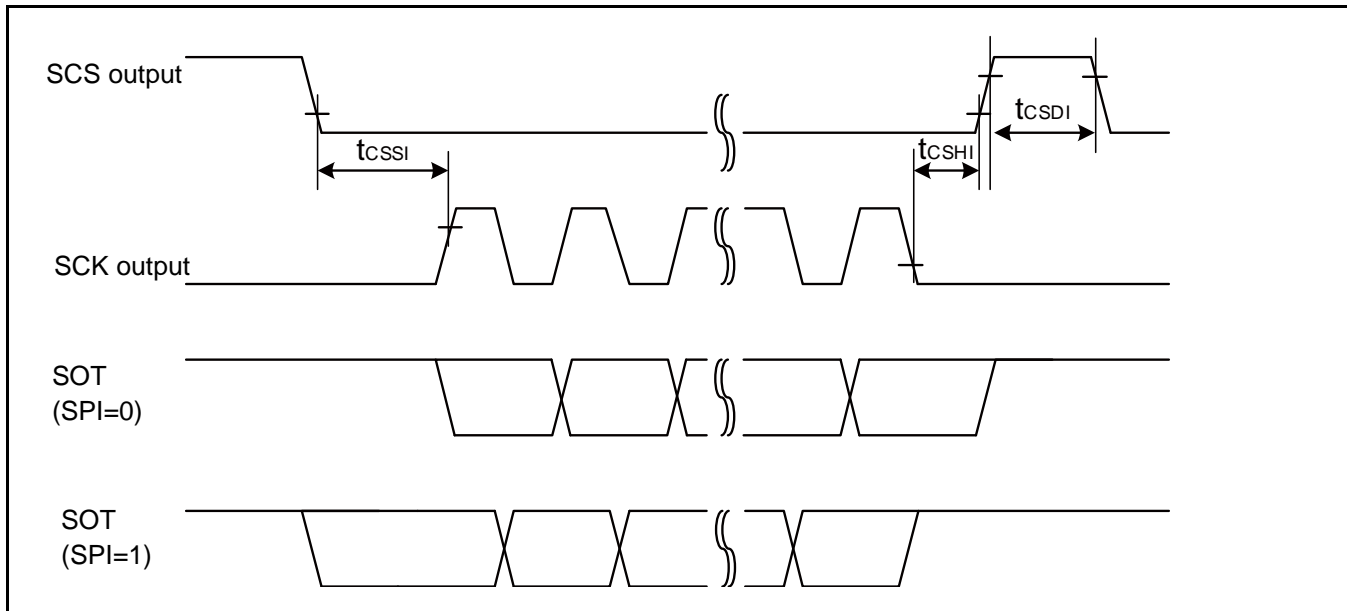 SCS output
tCSDI
tCSSI
tCSHI
SCK output
SOT
(SPI=0)
SOT
(SPI=1)